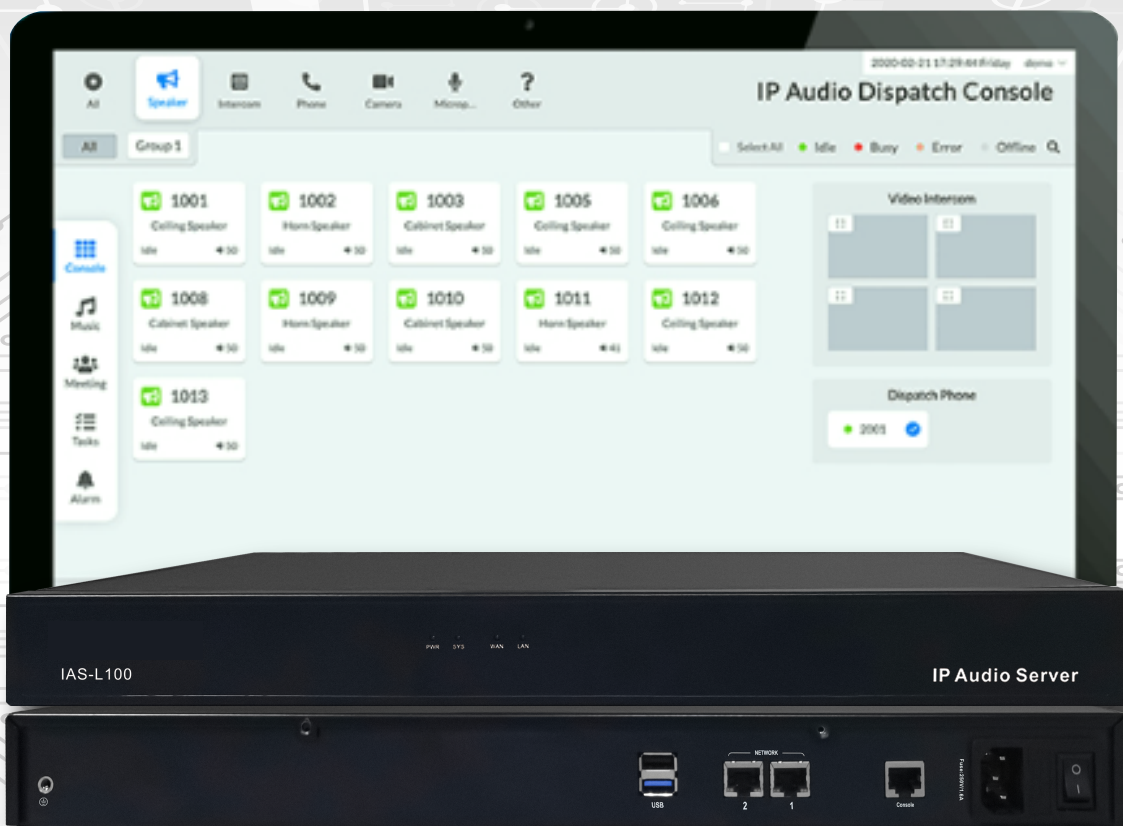 2020-02-21 17:29:44 Friday demo
All Speaker Intercom Phone Camera Microp... Other
IP Audio Dispatch Console
All Group 1
Select All Idle Busy Error Offline
1001 1002 1003 1005 1006
Ceiling Speaker Horn Speaker Cabinet Speaker Ceiling Speaker Ceiling Speaker
Idle 50 Idle 50 Idle 50 Idle 50 Idle 50
1008 1009 1010 1011 1012
Cabinet Speaker Horn Speaker Cabinet Speaker Horn Speaker Ceiling Speaker
Idle 50 Idle 50 Idle 50 Idle 41 Idle 50
1013
Ceiling Speaker
Idle 50
Console
Music
Meeting
Tasks
Alarm
Video Intercom
Dispatch Phone
2001
PWR SYS WAN LAN
IAS-L100
IP Audio Server
USB
NETWORK
2 1
Console
Fuse:250V/1.6A